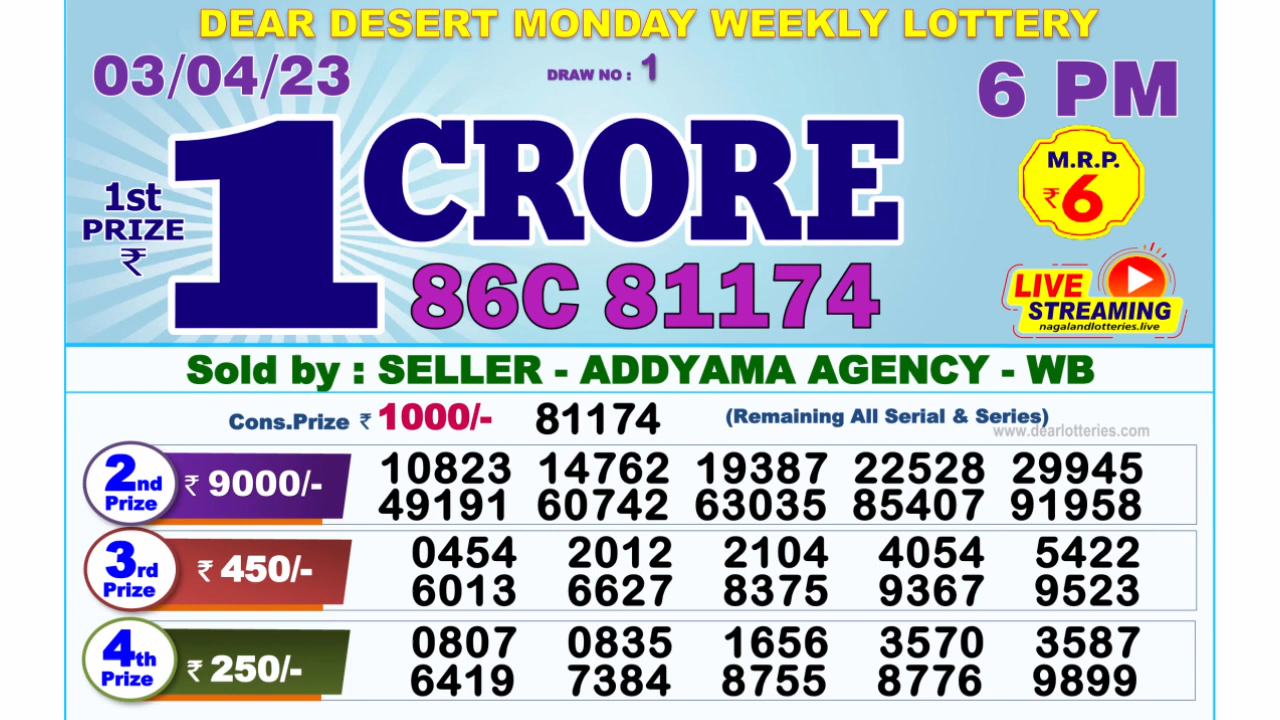 DEAR DESERT MONDAY WEEKLY LOTTERY
03/04/23
DRAW NO : 1
6 PM
1st
PRIZE
₹
1 CRORE
M.R.P.
₹6
86C 81174
LIVE
STREAMING
nagalandlotteries.live
Sold by : SELLER - ADDYAMA AGENCY - WB
Cons.Prize ₹ 1000/- 81174 (Remaining All Serial & Series)
www.dearlotteries.com
2nd Prize ₹ 9000/-
10823 14762 19387 22528 29945
49191 60742 63035 85407 91958
3rd Prize ₹ 450/-
0454 2012 2104 4054 5422
6013 6627 8375 9367 9523
4th Prize ₹ 250/-
0807 0835 1656 3570 3587
6419 7384 8755 8776 9899